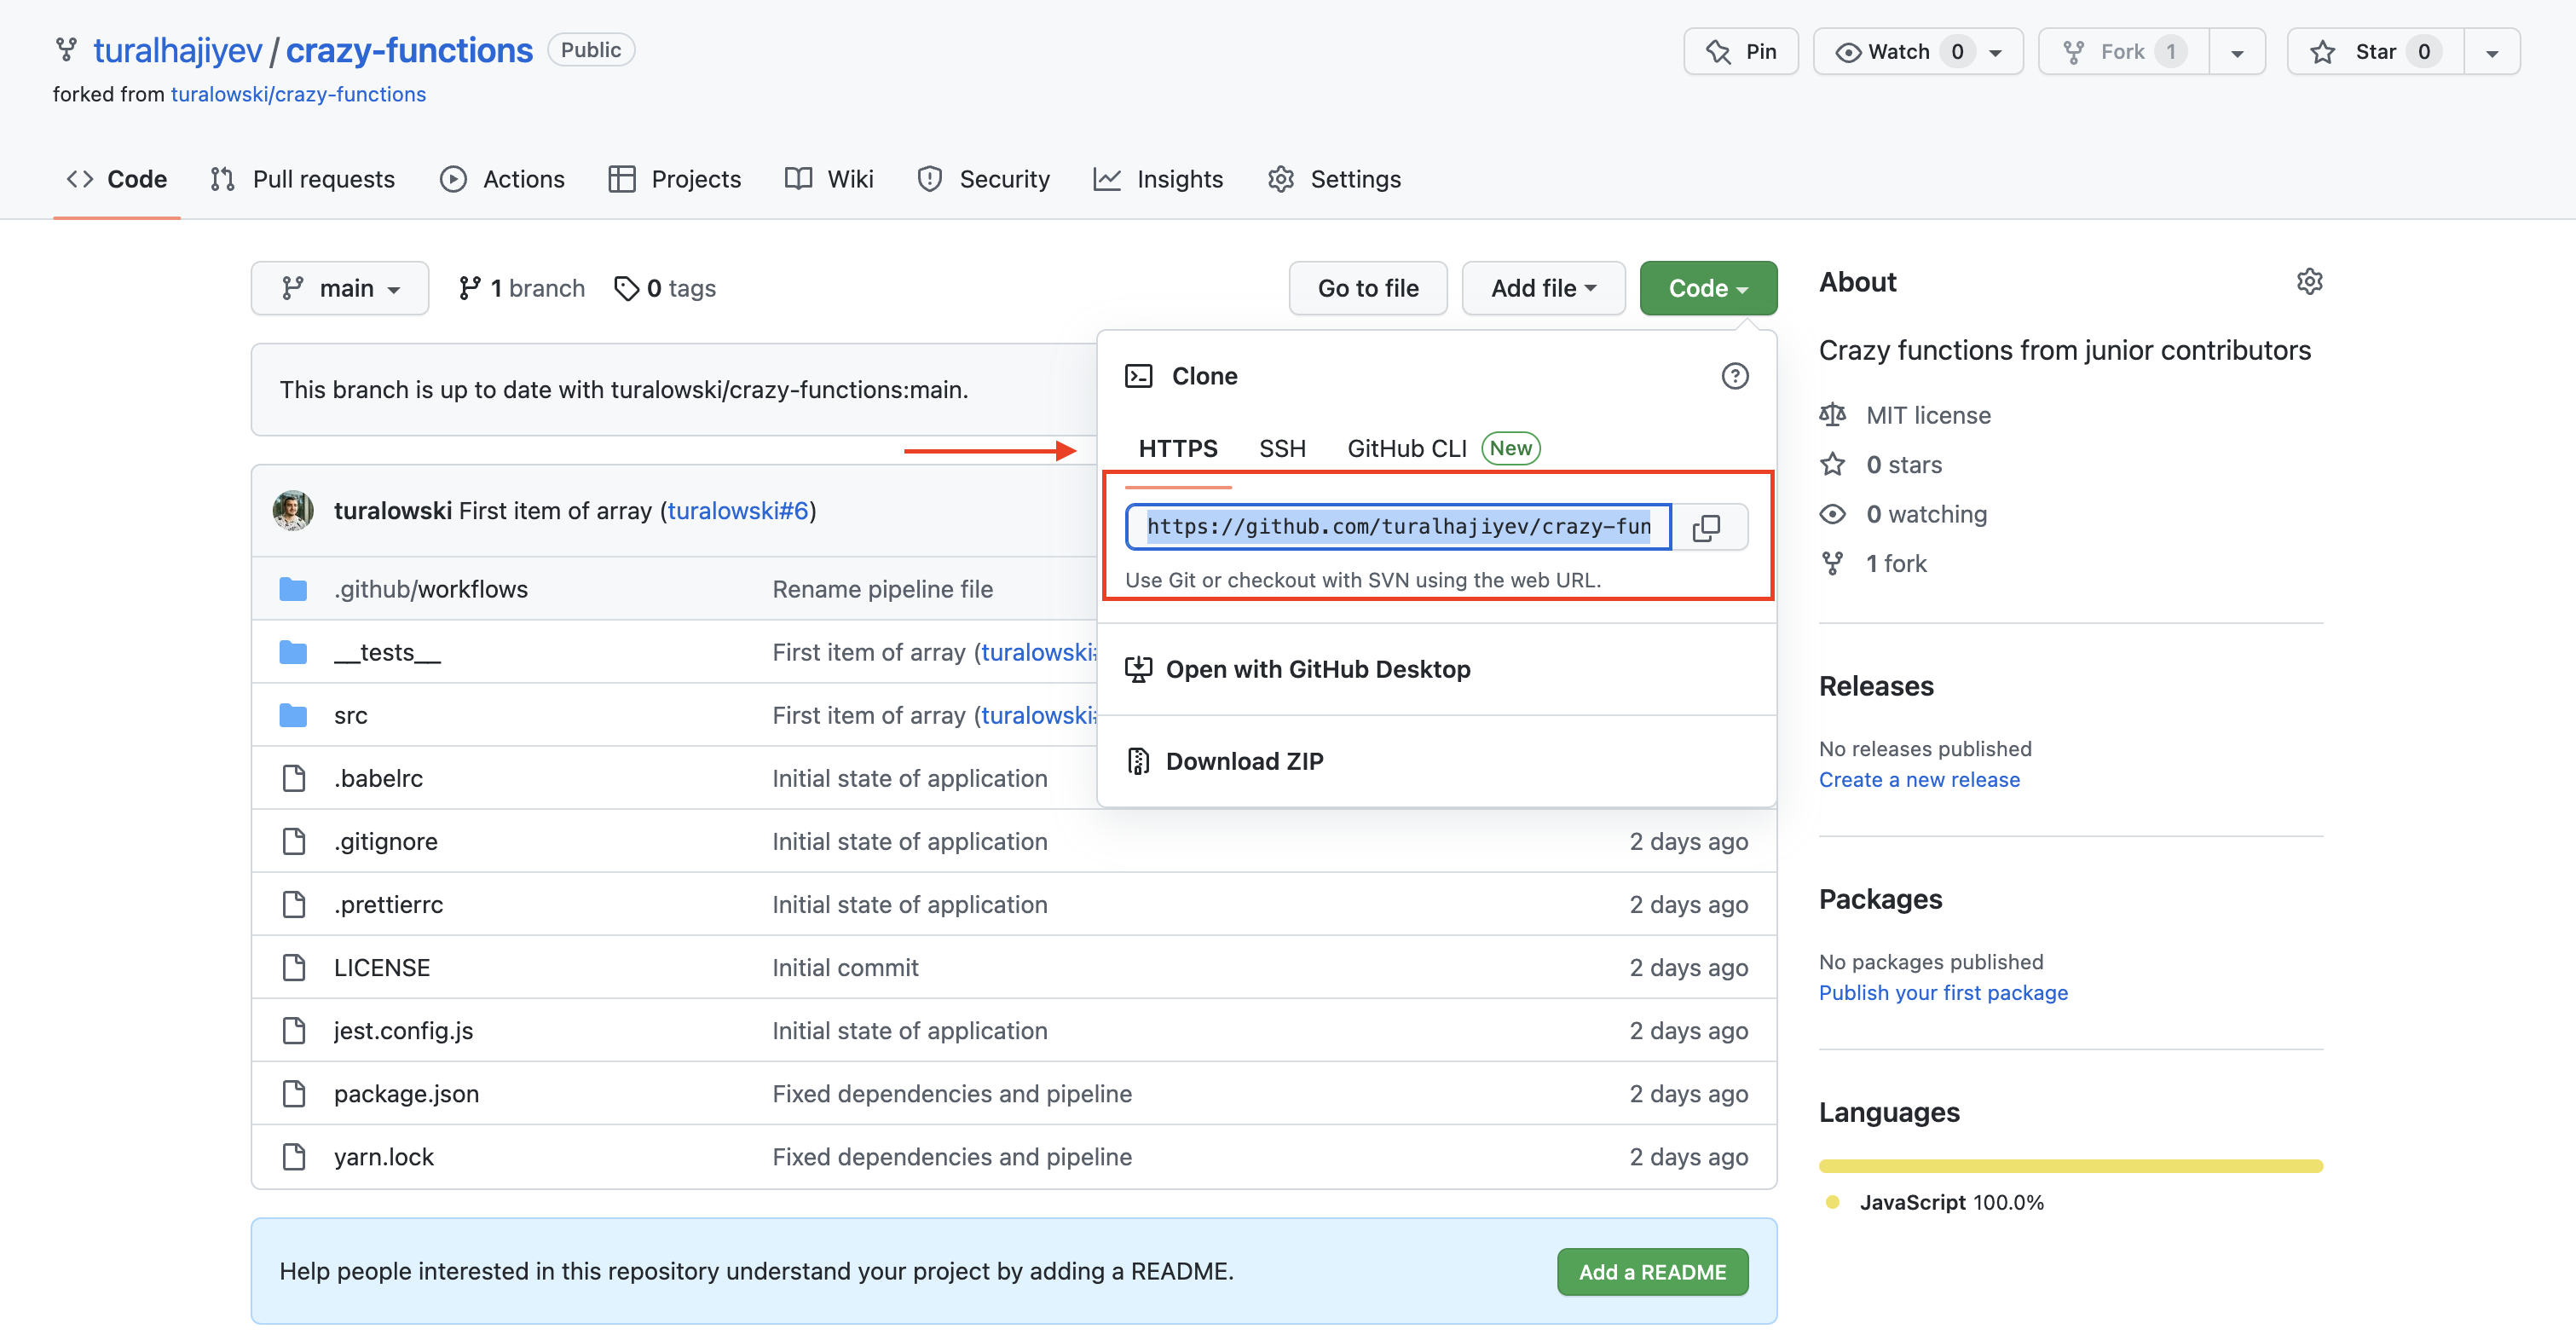 turalhajiyev / crazy-functions Public
Pin Watch 0 Fork 1 Star 0
forked from turalowski/crazy-functions
Code Pull requests Actions Projects Wiki Security Insights Settings
main 1 branch 0 tags Go to file Add file Code
This branch is up to date with turalowski/crazy-functions:main.
Clone
HTTPS SSH GitHub CLI New
https://github.com/turalhajiyev/crazy-fun
Use Git or checkout with SVN using the web URL.
Open with GitHub Desktop
Download ZIP
turalowski First item of array (turalowski#6)
.github/workflows Rename pipeline file
__tests__ First item of array (turalowski
src First item of array (turalowski
.babelrc Initial state of application
.gitignore Initial state of application 2 days ago
.prettierrc Initial state of application 2 days ago
LICENSE Initial commit 2 days ago
jest.config.js Initial state of application 2 days ago
package.json Fixed dependencies and pipeline 2 days ago
yarn.lock Fixed dependencies and pipeline 2 days ago
Help people interested in this repository understand your project by adding a README. Add a README
About
Crazy functions from junior contributors
MIT license
0 stars
0 watching
1 fork
Releases
No releases published
Create a new release
Packages
No packages published
Publish your first package
Languages
JavaScript 100.0%